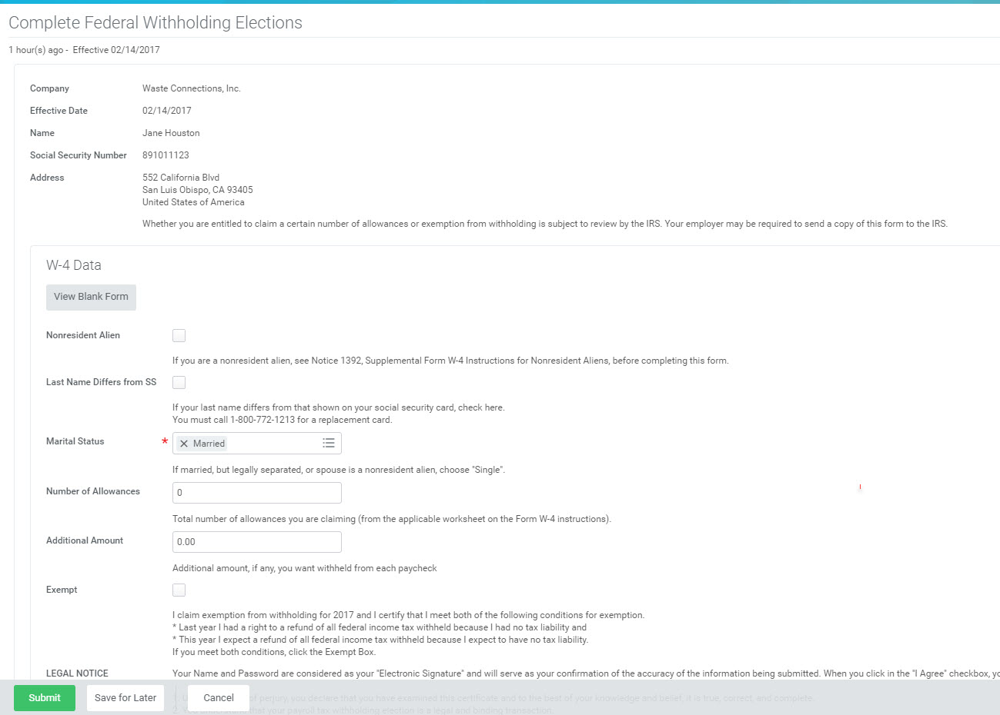 Complete Federal Withholding Elections
1 hour(s) ago - Effective 02/14/2017
Company Waste Connections, Inc.
Effective Date 02/14/2017
Name Jane Houston
Social Security Number 891011123
Address 552 California Blvd
San Luis Obispo, CA 93405
United States of America
Whether you are entitled to claim a certain number of allowances or exemption from withholding is subject to review by the IRS. Your employer may be required to send a copy of this form to the IRS.
W-4 Data
View Blank Form
Nonresident Alien
If you are a nonresident alien, see Notice 1392, Supplemental Form W-4 Instructions for Nonresident Aliens, before completing this form.
Last Name Differs from SS
If your last name differs from that shown on your social security card, check here.
You must call 1-800-772-1213 for a replacement card.
Marital Status * × Married
If married, but legally separated, or spouse is a nonresident alien, choose "Single".
Number of Allowances 0
Total number of allowances you are claiming (from the applicable worksheet on the Form W-4 instructions).
Additional Amount 0.00
Additional amount, if any, you want withheld from each paycheck
Exempt
I claim exemption from withholding for 2017 and I certify that I meet both of the following conditions for exemption.
* Last year I had a right to a refund of all federal income tax withheld because I had no tax liability and
* This year I expect a refund of all federal income tax withheld because I expect to have no tax liability.
If you meet both conditions, click the Exempt Box.
LEGAL NOTICE Your Name and Password are considered as your "Electronic Signature" and will serve as your confirmation of the accuracy of the information being submitted. When you click in the "I Agree" checkbox,
Submit Save for Later Cancel
of perjury, you declare that you have examined this certificate and to the best of your knowledge and belief, it is true, correct, and complete.
that your payroll tax withholding election is a legal and binding transaction.